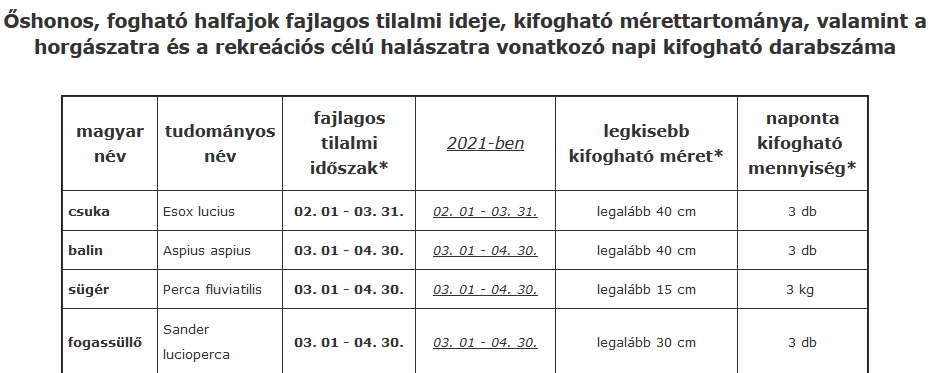 Őshonos, fogható halfajok fajlagos tilalmi ideje, kifogható mérettartománya, valamint a
horgászatra és a rekreációs célú halászatra vonatkozó napi kifogható darabszáma
magyar név tudományos név fajlagos tilalmi időszak* 2021-ben legkisebb kifogható méret* naponta kifogható mennyiség*
csuka Esox lucius 02. 01 - 03. 31. 02. 01 - 03. 31. legalább 40 cm 3 db
balin Aspius aspius 03. 01 - 04. 30. 03. 01 - 04. 30. legalább 40 cm 3 db
sügér Perca fluviatilis 03. 01 - 04. 30. 03. 01 - 04. 30. legalább 15 cm 3 kg
fogassüllő Sander lucioperca 03. 01 - 04. 30. 03. 01 - 04. 30. legalább 30 cm 3 db